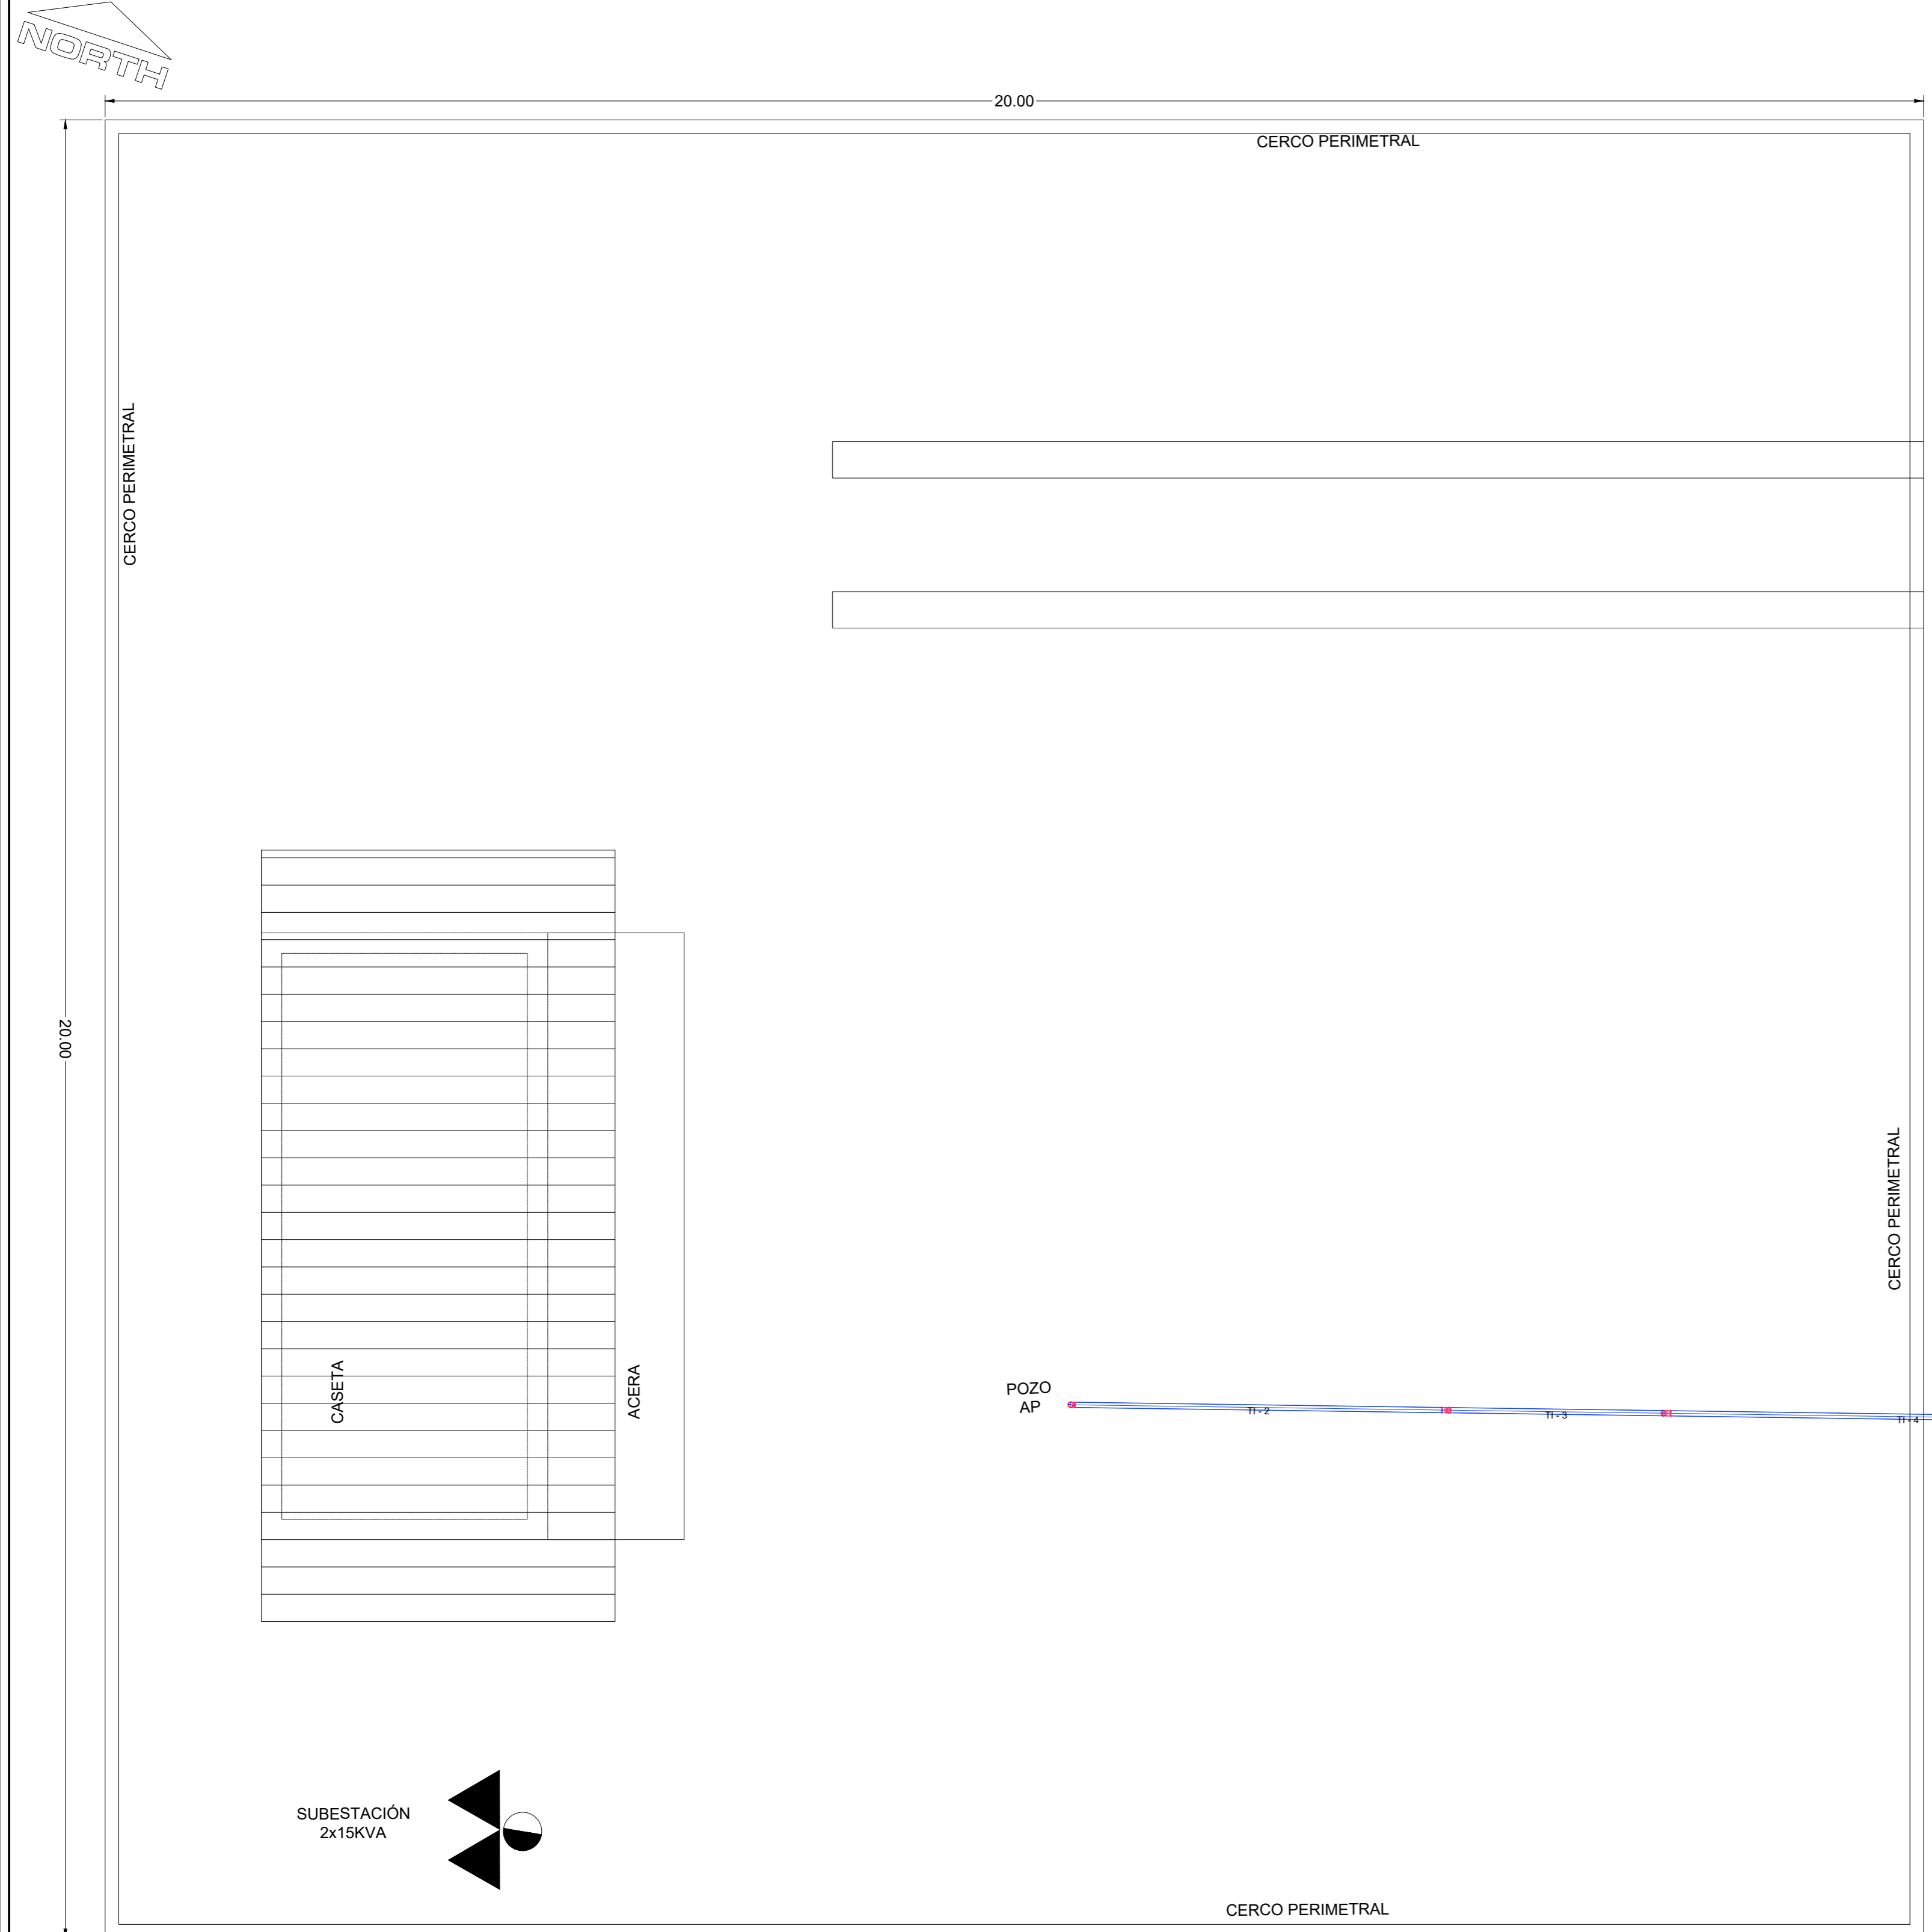 NORTH
20.00
CERCO PERIMETRAL
CERCO PERIMETRAL
20.00
CERCO PERIMETRAL
CASETA
ACERA
POZO
AP
TI - 2
TI - 3
TI - 4
SUBESTACIÓN
2x15KVA
CERCO PERIMETRAL